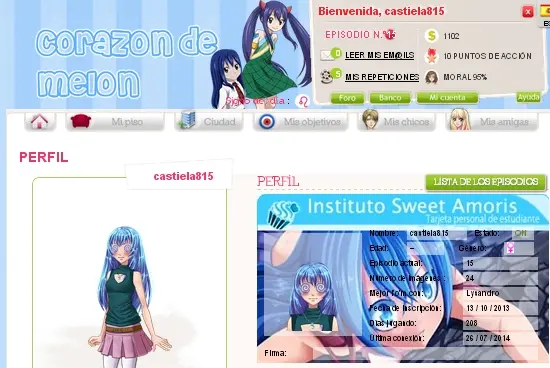 corazon de
melon
Bienvenida, castiela815
EPISODIO N.º
$ 1102
0 LEER MIS EM@ILS
10 PUNTOS DE ACCIÓN
5 MIS REPETICIONES
MORAL 95%
Signo del día :
Foro Banco Mi cuenta Ayuda
Mi piso Ciudad Mis objetivos Mis chicos Mis amigas
PERFIL
castiela815
PERFIL
LISTA DE LOS EPISODIOS
Instituto Sweet Amoris
Tarjeta personal de estudiante
Nombre: castiela815 Estado: ON
Edad: -- Género:
Episodio actual: 15
Número de imágenes : 24
Mejor rollo con: Lysandro
Fecha de inscripción: 13 / 10 / 2013
Días jugando: 208
Última conexión: 26 / 07 / 2014
Firma: